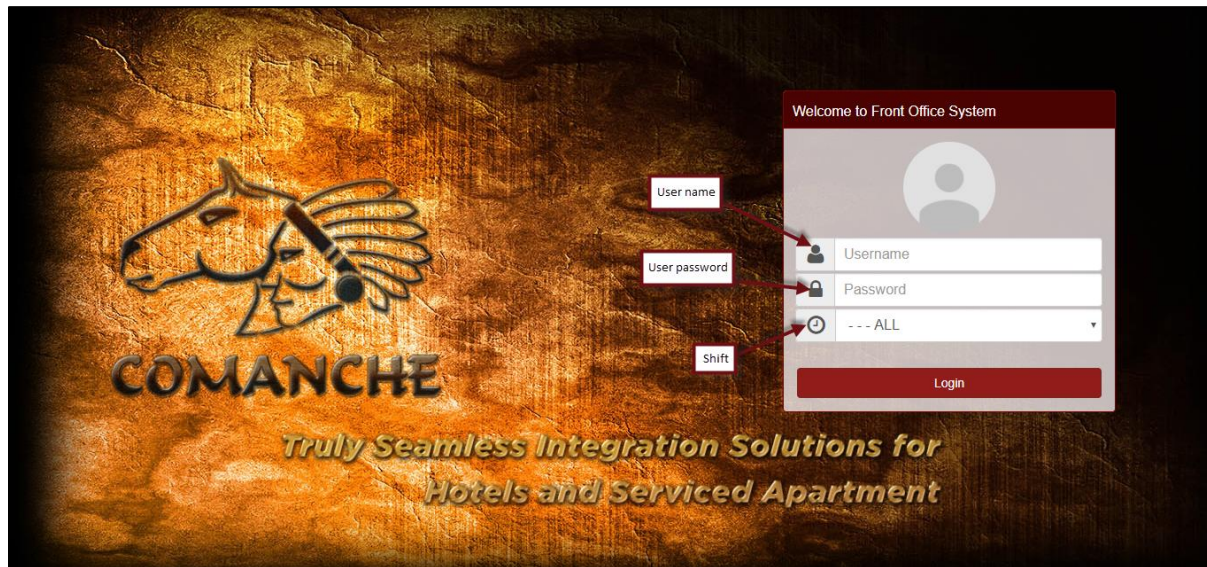 Welcome to Front Office System
User name
Username
User password
Password
- - - ALL
Shift
Login
COMANCHE
Truly Seamless Integration Solutions for
Hotels and Serviced Apartment